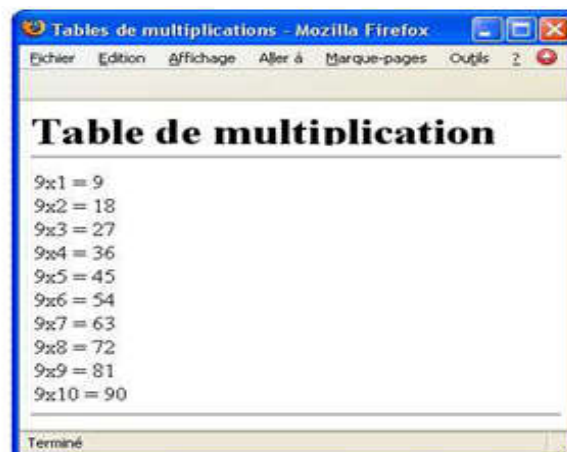 Tables de multiplications - Mozilla Firefox
Fichier Edition Affichage Aller à Marque-pages Outils ?
Table de multiplication
9x1 = 9
9x2 = 18
9x3 = 27
9x4 = 36
9x5 = 45
9x6 = 54
9x7 = 63
9x8 = 72
9x9 = 81
9x10 = 90
Terminé